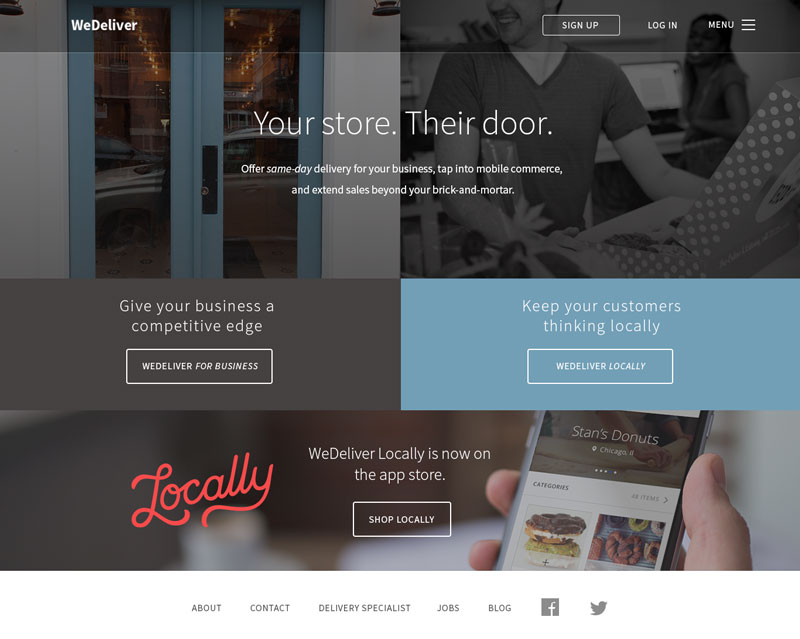 WeDeliver
SIGN UP
LOG IN
MENU
Your store. Their door.
Offer same-day delivery for your business, tap into mobile commerce,
and extend sales beyond your brick-and-mortar.
Give your business a
competitive edge
WEDELIVER FOR BUSINESS
Keep your customers
thinking locally
WEDELIVER LOCALLY
Locally
WeDeliver Locally is now on
the app store.
SHOP LOCALLY
Stan's Donuts
Chicago, Il
CATEGORIES
48 ITEMS
ABOUT
CONTACT
DELIVERY SPECIALIST
JOBS
BLOG